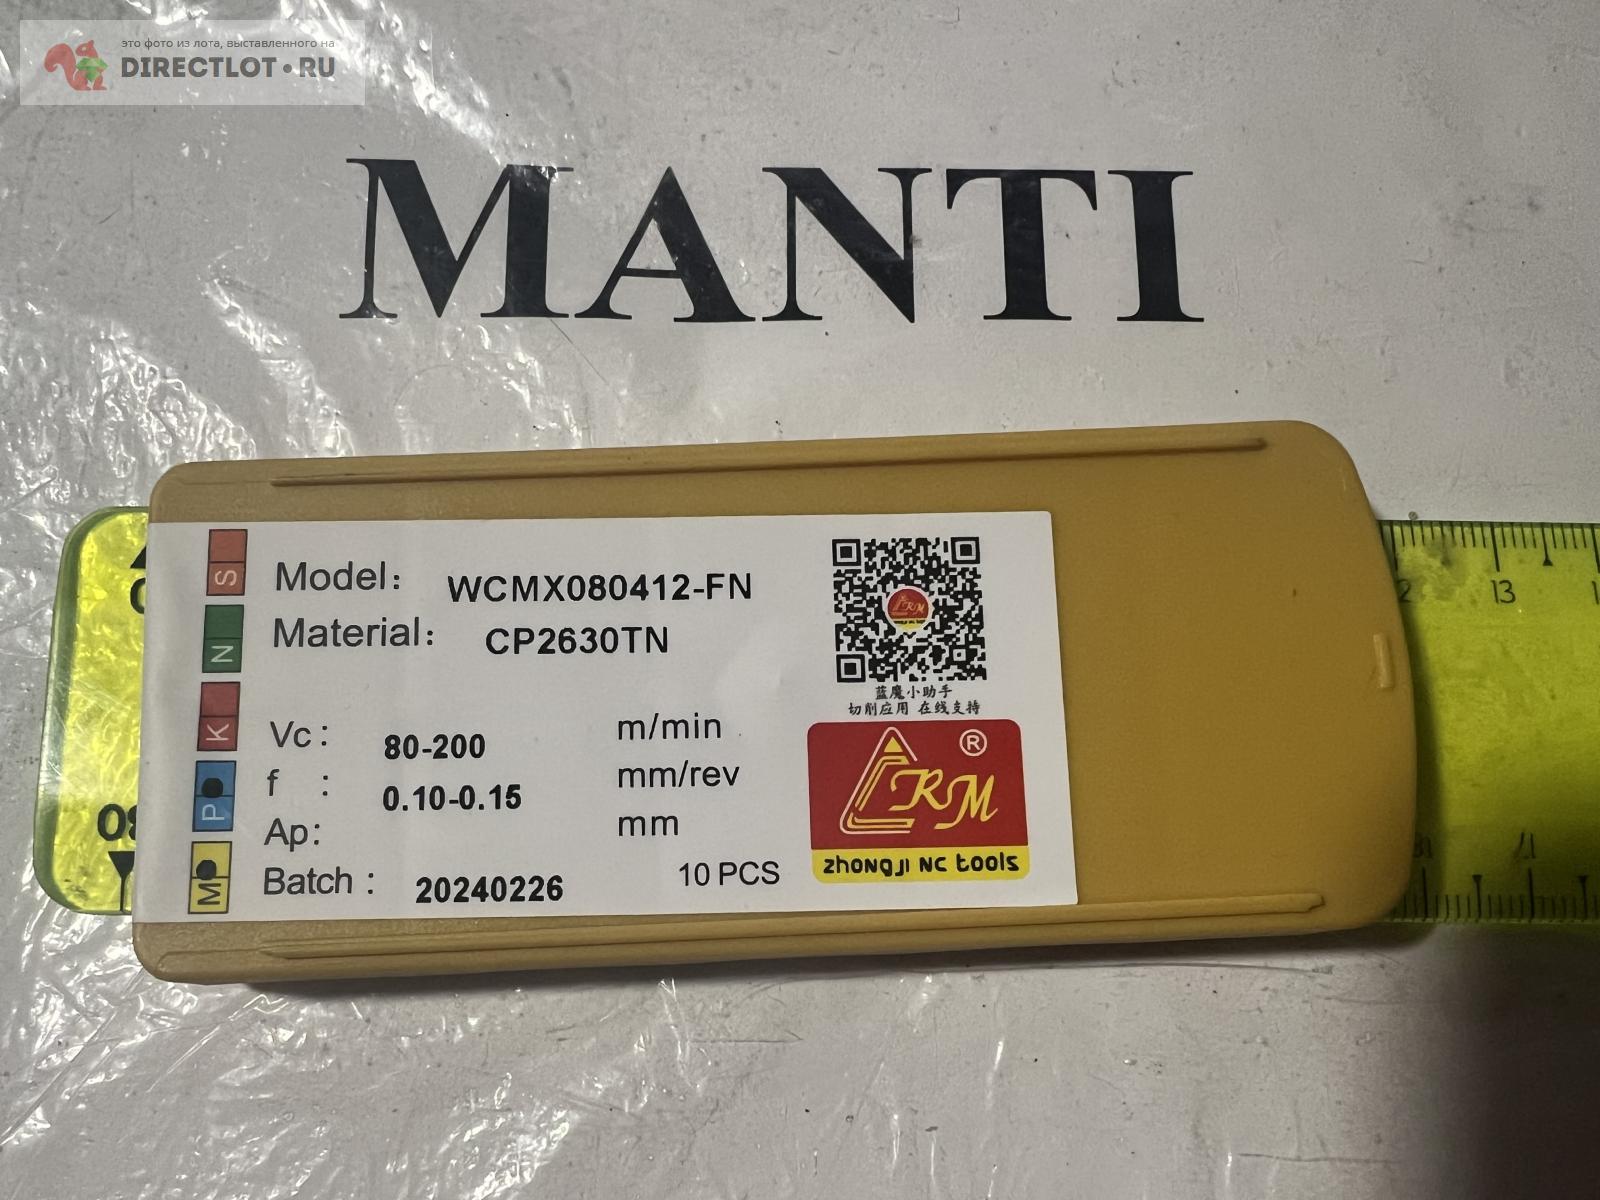 это фото из лота, выставленного на
DIRECTLOT•RU
MANTI
S
N
K
P
M
Model: WCMX080412-FN
Material: CP2630TN
Vc: 80-200 m/min
f : 0.10-0.15 mm/rev
Ap: mm
Batch : 20240226 10 PCS
蓝魔小助手
切削应用 在线支持
RM
®
zhongji NC tools
13
17